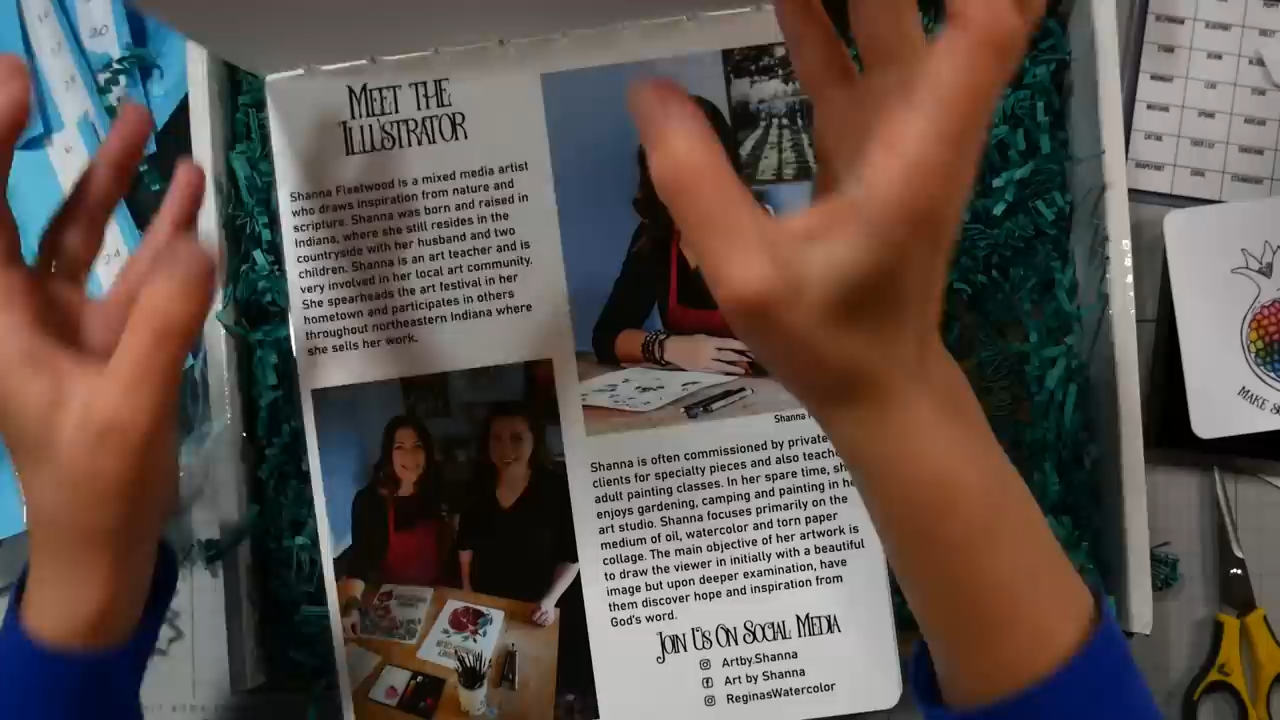 MEET THE
ILLUSTRATOR
Shanna Fleetwood is a mixed media artist
who draws inspiration from nature and
scripture. Shanna was born and raised in
Indiana, where she still resides in the
countryside with her husband and two
children. Shanna is an art teacher and is
very involved in her local art community.
She spearheads the art festival in her
hometown and participates in others
throughout northeastern Indiana where
she sells her work.
Shanna
Shanna is often commissioned by private
clients for specialty pieces and also
adult painting classes. In her spare time,
enjoys gardening, camping and painting in
art studio. Shanna focuses primarily on the
medium of oil, watercolor and torn paper
collage. The main objective of her artwork is
to draw the viewer in initially with a beautiful
image but upon deeper examination, have
them discover hope and inspiration from
God's word.
JOIN US ON SOCIAL MEDIA
Artby.Shanna
Art by Shanna
ReginasWatercolor
20
24
MAKE